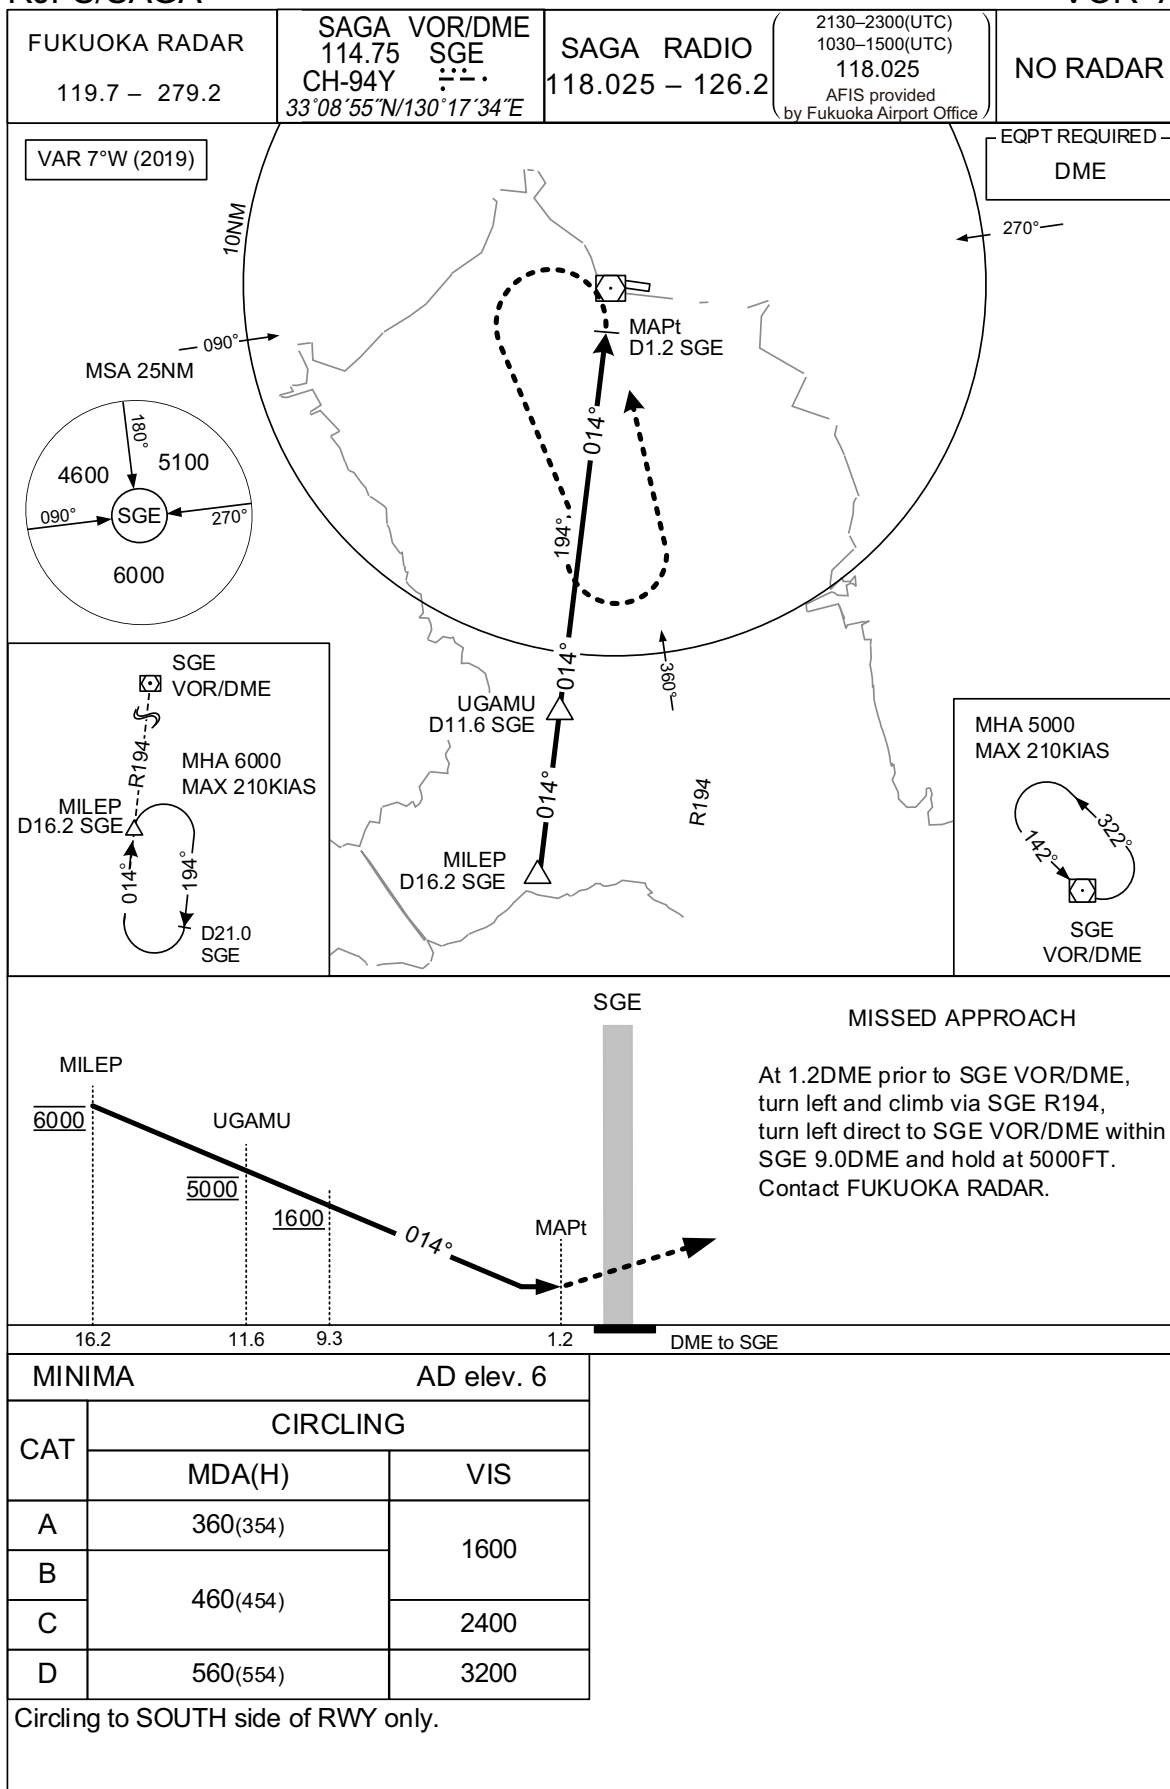 FUKUOKA RADAR
119.7 – 279.2
SAGA VOR/DME
114.75 SGE
CH-94Y
33°08´55˝N/130°17´34˝E
SAGA RADIO
118.025 – 126.2
2130–2300(UTC)
1030–1500(UTC)
118.025
AFIS provided
by Fukuoka Airport Office
NO RADAR
VAR 7°W (2019)
EQPT REQUIRED
DME
10NM
270°
090°
MAPt
D1.2 SGE
MSA 25NM
180°
4600
5100
090°
SGE
270°
6000
014°
194°
014°
360°
UGAMU
D11.6 SGE
014°
R194
MILEP
D16.2 SGE
SGE
VOR/DME
R194
MHA 6000
MAX 210KIAS
MILEP
D16.2 SGE
014°
194°
D21.0
SGE
MHA 5000
MAX 210KIAS
142°
322°
SGE
VOR/DME
SGE
MILEP
6000
UGAMU
5000
1600
014°
MAPt
16.2
11.6
9.3
1.2
DME to SGE
MISSED APPROACH
At 1.2DME prior to SGE VOR/DME,
turn left and climb via SGE R194,
turn left direct to SGE VOR/DME within
SGE 9.0DME and hold at 5000FT.
Contact FUKUOKA RADAR.
MINIMA AD elev. 6
CAT
CIRCLING
MDA(H) VIS
A 360(354) 1600
B 460(454)
C 2400
D 560(554) 3200
Circling to SOUTH side of RWY only.